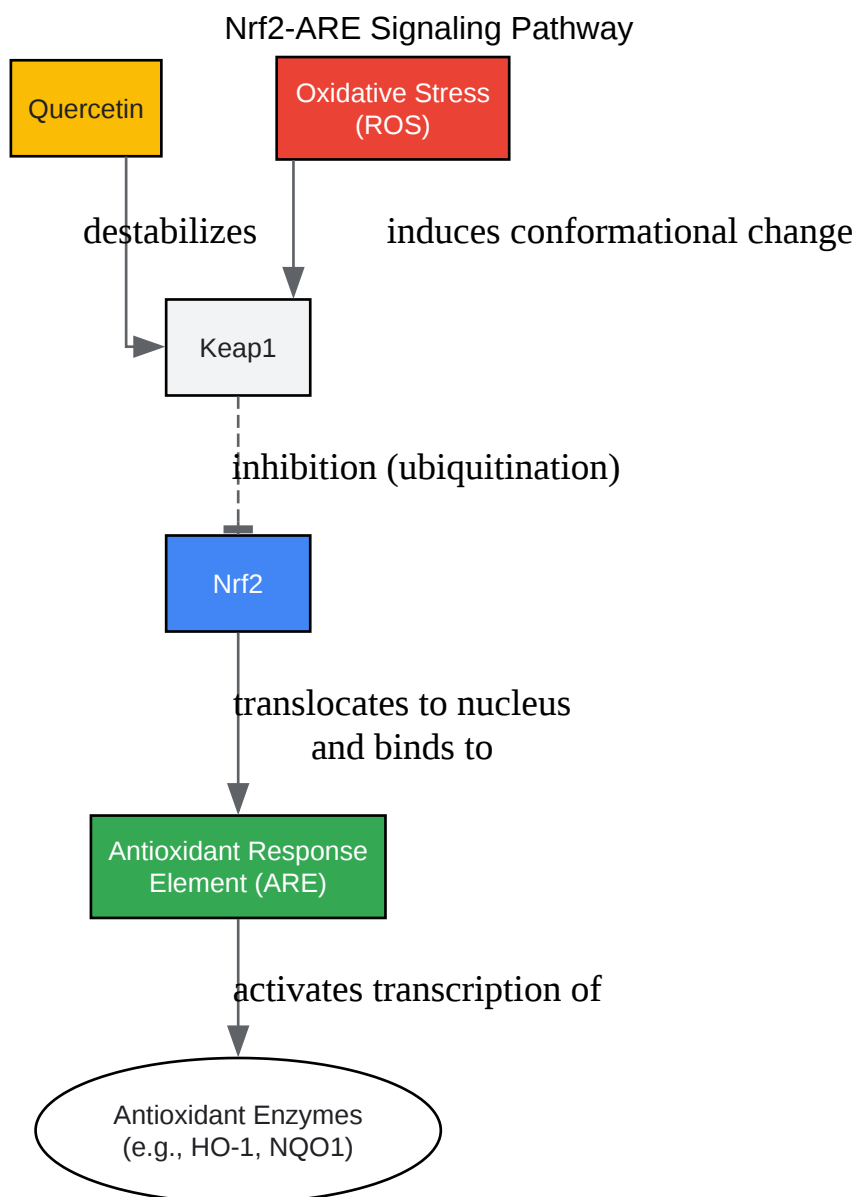 Nrf2-ARE Signaling Pathway
Quercetin
Oxidative Stress
(ROS)
destabilizes
induces conformational change
Keap1
inhibition (ubiquitination)
Nrf2
translocates to nucleus
and binds to
Antioxidant Response
Element (ARE)
activates transcription of
Antioxidant Enzymes
(e.g., HO-1, NQO1)